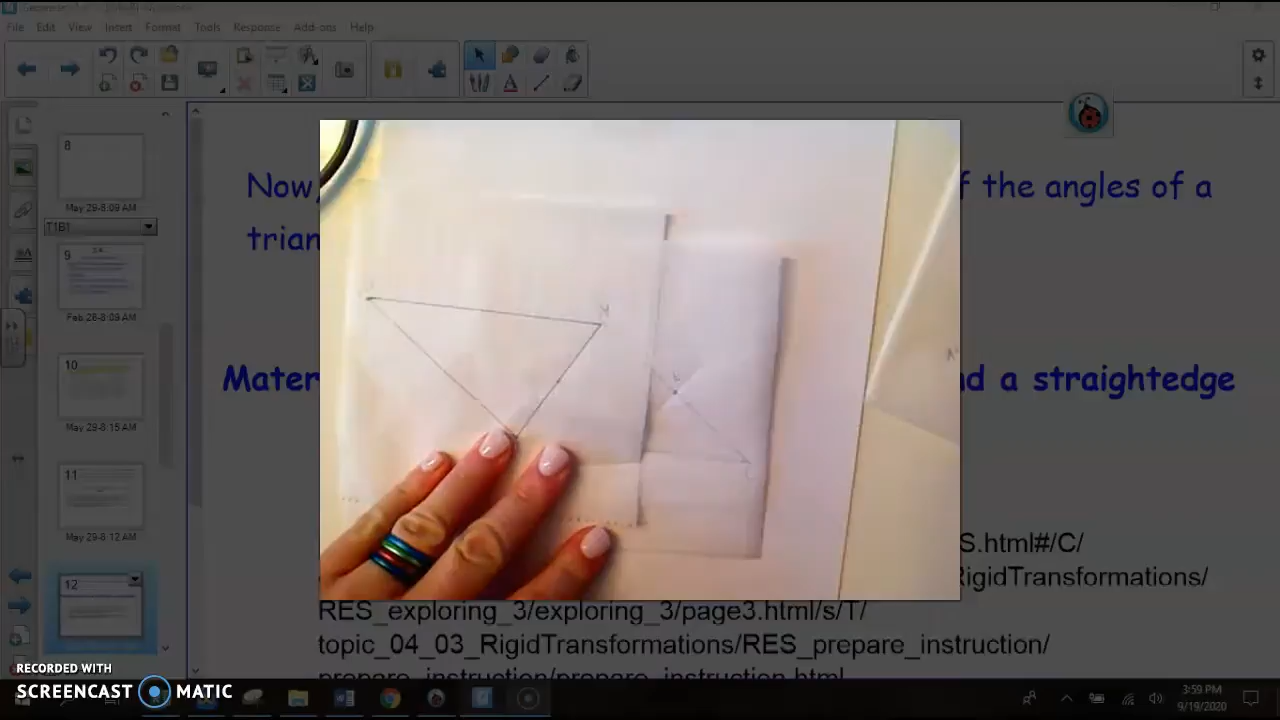 File Edit View Insert Format Tools Response Add-ons Help
8
May 29-8:09 AM
T1B1
9
Feb 26-8:09 AM
10
May 29-8:15 AM
11
May 29-8:12 AM
12
Now, f the angles of a
trian
Mater nd a straightedge
S.html#/C/
RigidTransformations/
RES_exploring_3/exploring_3/page3.html/s/T/
topic_04_03_RigidTransformations/RES_prepare_instruction/
prepare_instruction/prepare_instruction.html
RECORDED WITH
SCREENCAST MATIC
3:59 PM
9/19/2020